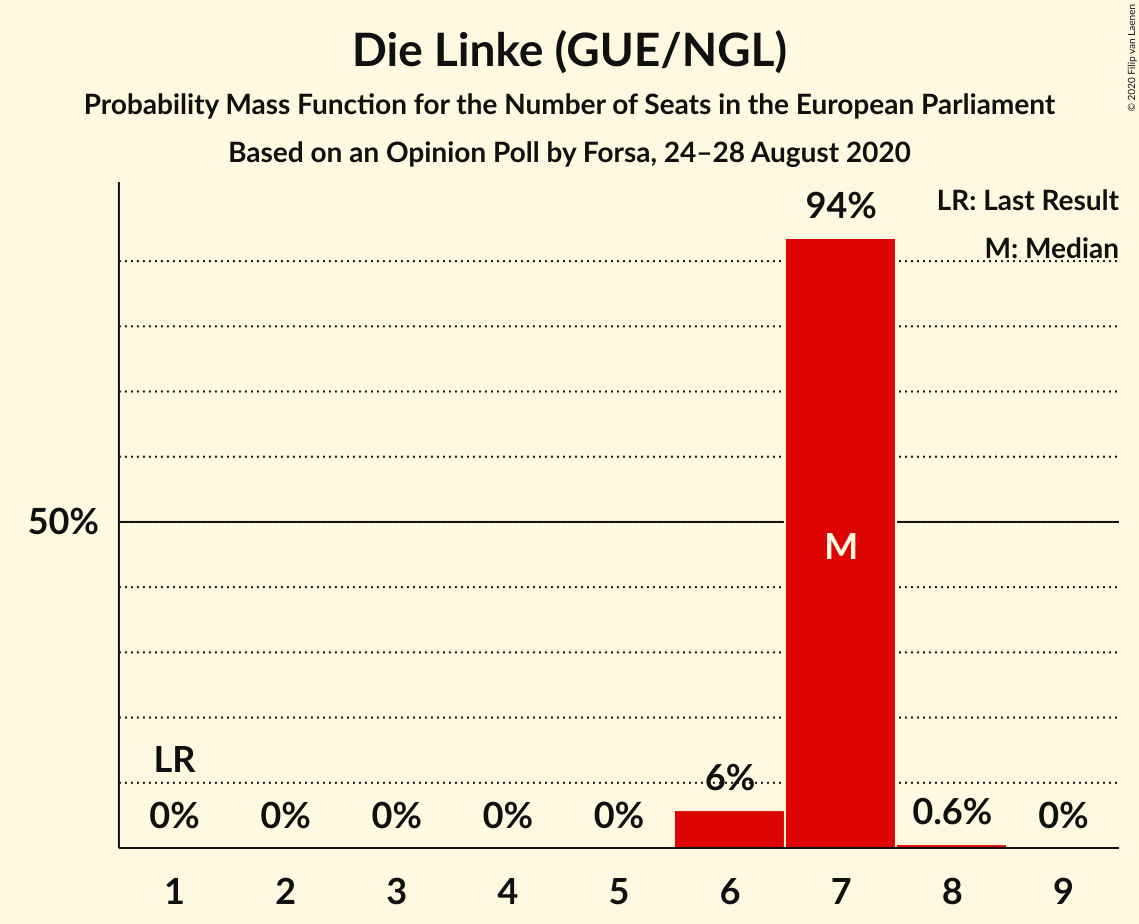 Die Linke (GUE/NGL)
Probability Mass Function for the Number of Seats in the European Parliament
Based on an Opinion Poll by Forsa, 24–28 August 2020
© 2020 Filip van Laenen
LR: Last Result
M: Median
94%
50%
M
LR
0% 0% 0% 0% 0% 6% 0.6% 0%
1 2 3 4 5 6 7 8 9